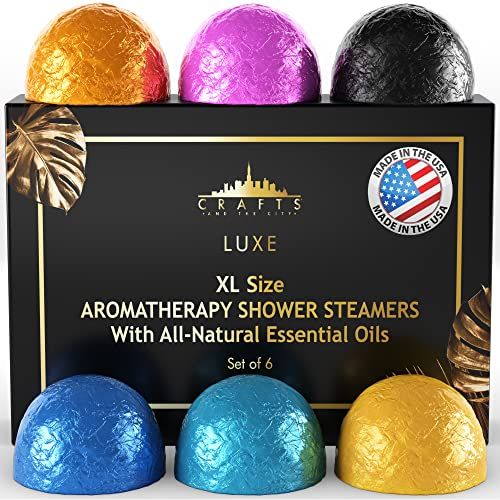 MADE IN THE USA
MADE IN THE USA
CRAFTS
AND THE CITY
LUXE
XL Size
AROMATHERAPY SHOWER STEAMERS
With All-Natural Essential Oils
Set of 6